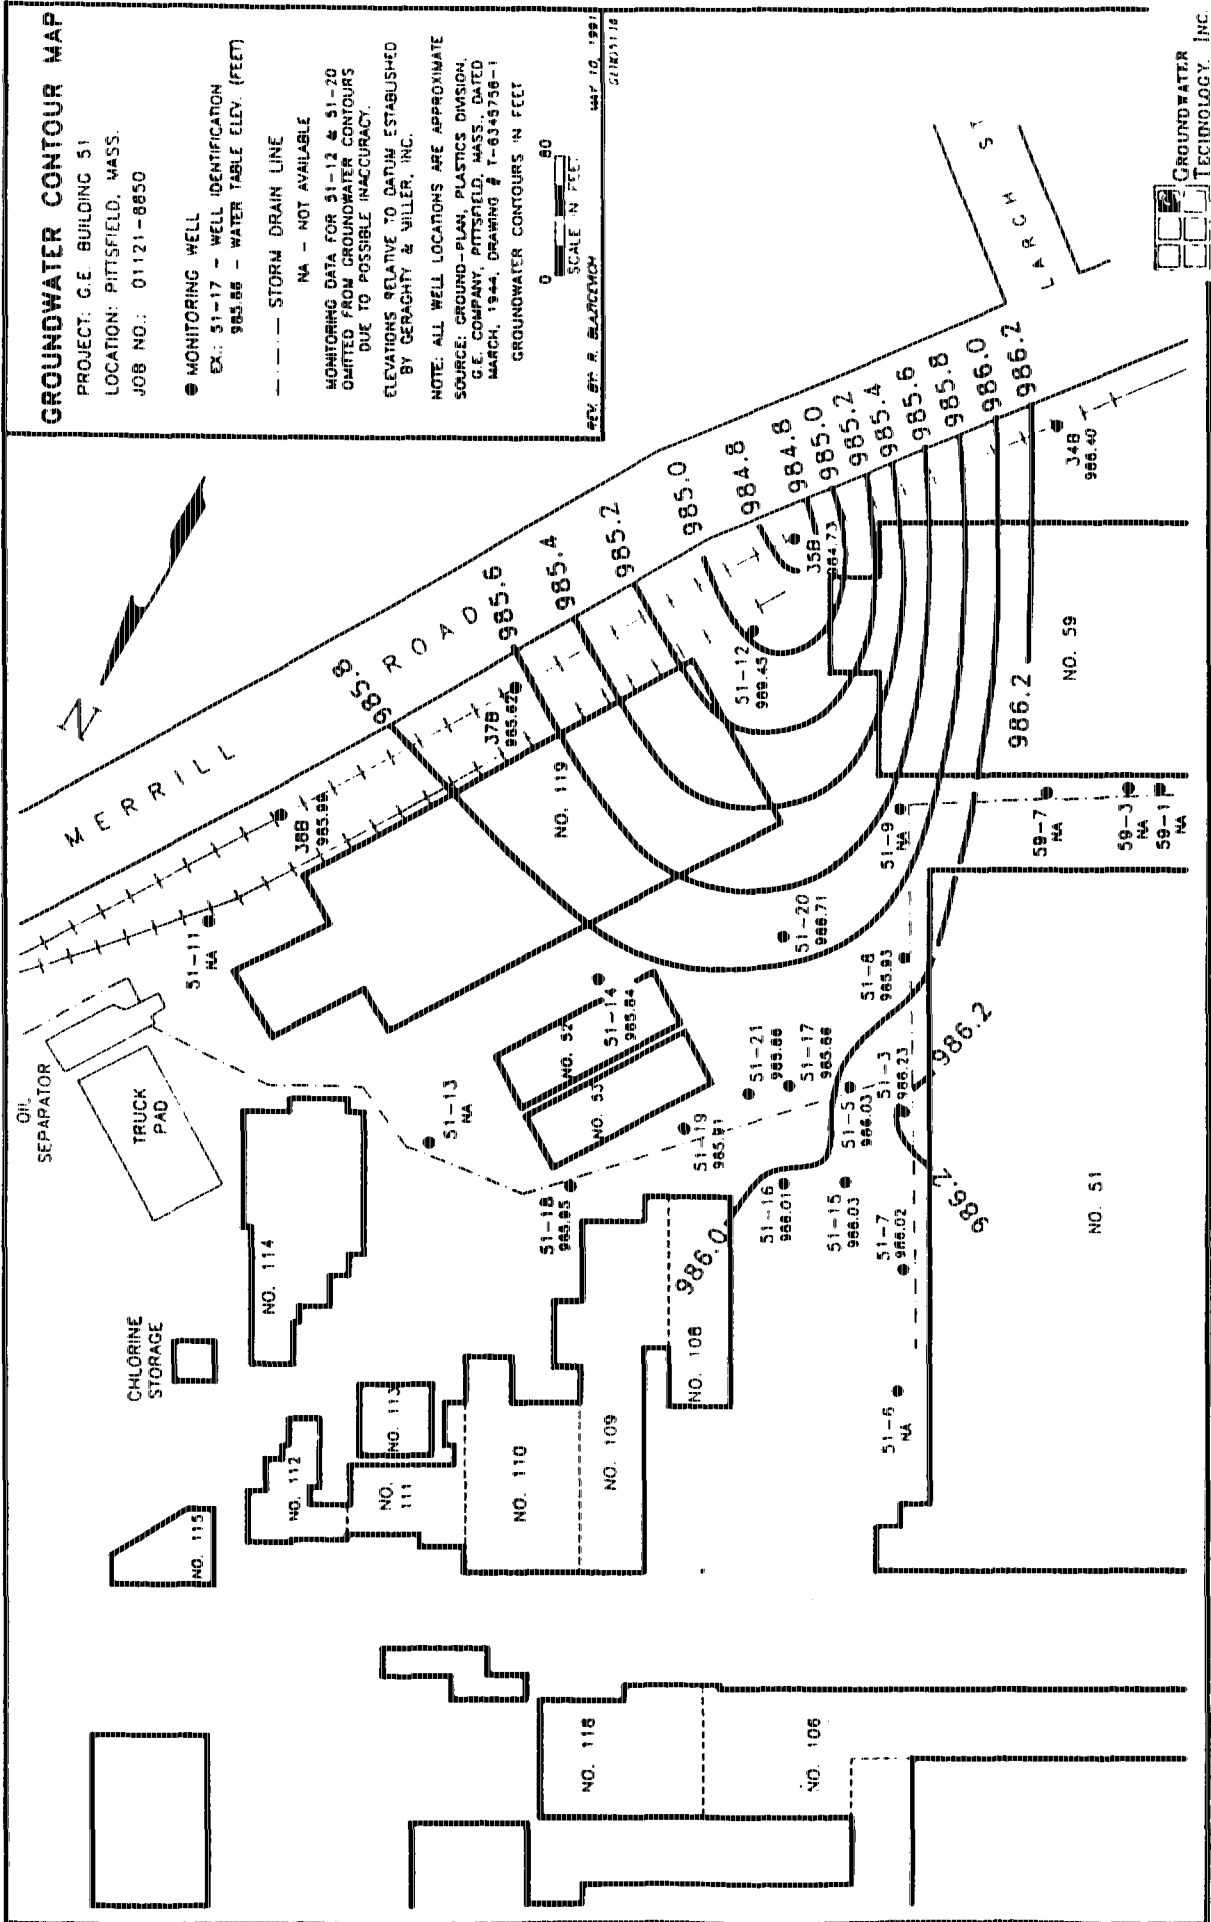 GROUNDWATER CONTOUR MAP
PROJECT: G.E. BUILDING 51
LOCATION: PITTSFIELD, MASS.
JOB NO.: 01121-6650
MONITORING WELL
EX.: 51-17 - WELL IDENTIFICATION
985.86 - WATER TABLE ELEV. (FEET)
STORM DRAIN LINE
NA - NOT AVAILABLE
MONITORING DATA FOR 51-12 & 51-20
OMITTED FROM GROUNDWATER CONTOURS
DUE TO POSSIBLE INACCURACY.
ELEVATIONS RELATIVE TO DATUM ESTABLISHED
BY GERAGHTY & MILLER, INC.
NOTE: ALL WELL LOCATIONS ARE APPROXIMATE
SOURCE: GROUND-PLAN, PLASTICS DIVISION,
G.E. COMPANY, PITTSFIELD, MASS., DATED
MARCH, 1944, DRAWING # T-6345758-1
GROUNDWATER CONTOURS IN FEET
0 80
SCALE IN FEET
REV. BY: R.
MAY 10, 1991
GROUNDWATER
TECHNOLOGY, INC.
N
MERRILL ROAD
LARCH ST
OIL
SEPARATOR
TRUCK
PAD
CHLORINE
STORAGE
NO. 115
NO. 112
NO. 111
NO. 113
NO. 114
NO. 110
NO. 109
NO. 108
NO. 118
NO. 106
NO. 119
NO. 52
NO. 53
NO. 51
NO. 59
51-11
NA
38B
985.99
37B
985.62
51-13
NA
51-18
985.95
51-14
985.84
51-19
985.91
51-21
985.88
51-17
985.86
51-16
986.01
51-15
986.03
51-5
986.03
51-3
986.23
51-7
986.02
51-6
NA
51-8
985.93
51-20
986.71
51-9
NA
51-12
989.45
35B
984.73
34B
986.40
59-7
NA
59-3
NA
59-1
NA
985.8
985.6
985.4
985.2
985.0
984.8
984.8
985.0
985.2
985.4
985.6
985.8
986.0
986.2
986.2
986.2
986.2
986.0